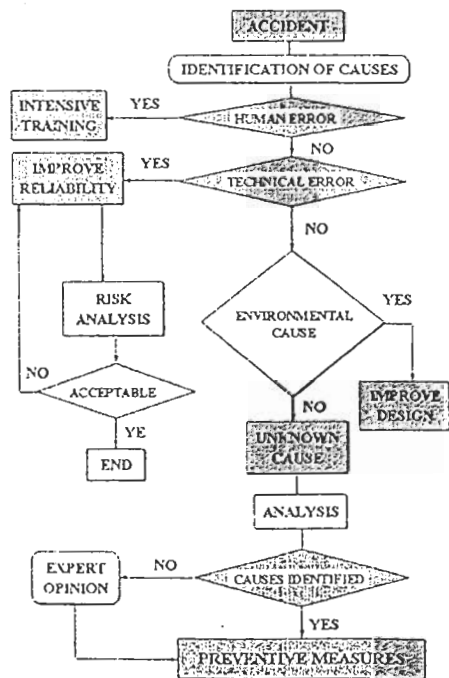 ACCIDENT
IDENTIFICATION OF CAUSES
INTENSIVE
TRAINING
YES
HUMAN ERROR
NO
IMPROVE
RELIABILITY
YES
TECHNICAL ERROR
NO
RISK
ANALYSIS
ENVIRONMENTAL
CAUSE
YES
NO
ACCEPTABLE
IMPROVE
DESIGN
NO
YE
UNKNOWN
CAUSE
END
ANALYSIS
EXPERT
OPINION
NO
CAUSES IDENTIFIED
YES
PREVENTIVE MEASURES